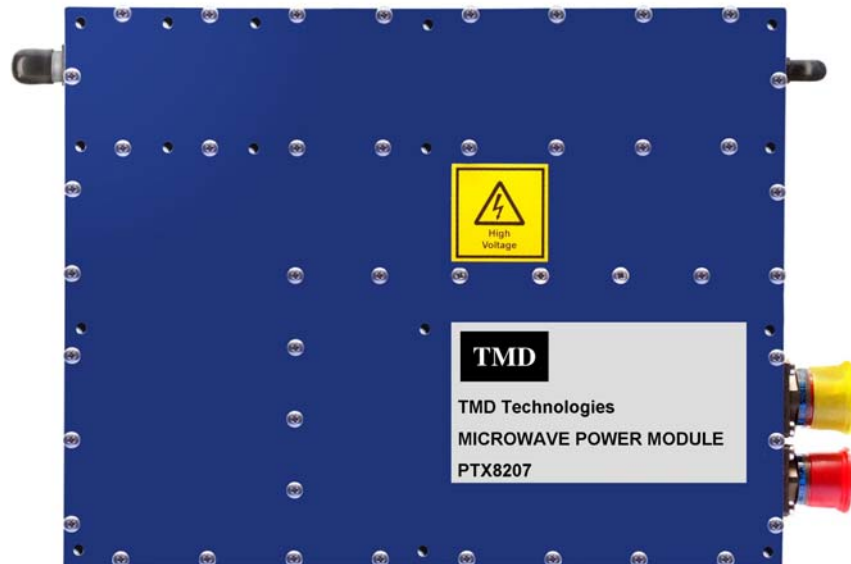 High
Voltage
TMD
TMD Technologies
MICROWAVE POWER MODULE
PTX8207